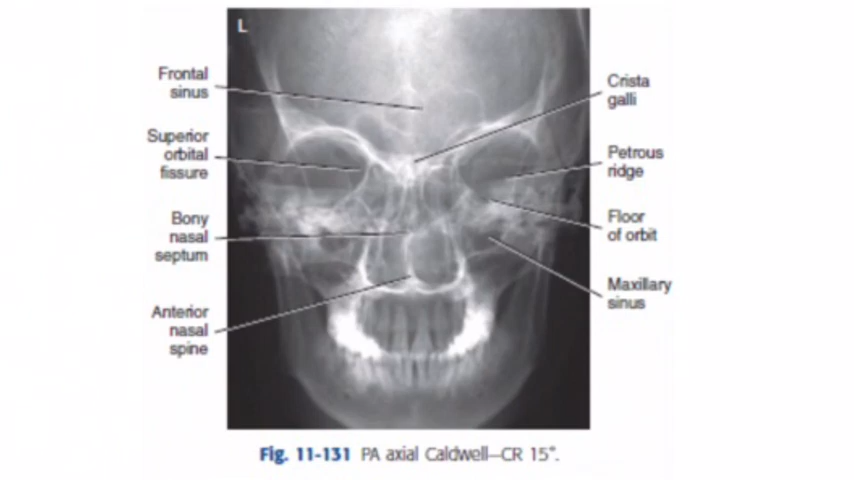 L
Frontal
sinus
Superior
orbital
fissure
Bony
nasal
septum
Anterior
nasal
spine
Crista
galli
Petrous
ridge
Floor
of orbit
Maxillary
sinus
Fig. 11-131 PA axial Caldwell—CR 15°.